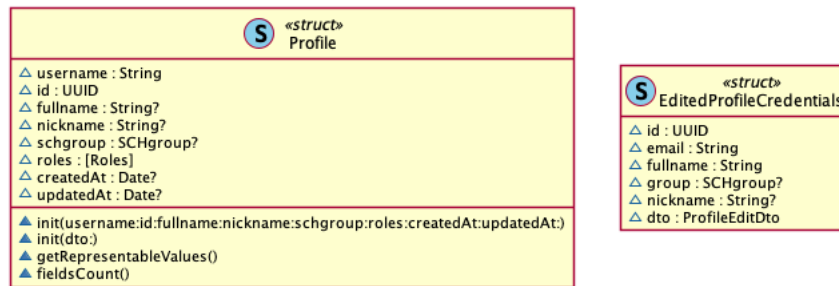 S «struct»
Profile
username : String
id : UUID
fullname : String?
nickname : String?
schgroup : SCHgroup?
roles : [Roles]
createdAt : Date?
updatedAt : Date?
init(username:id:fullname:nickname:schgroup:roles:createdAt:updatedAt:)
init(dto:)
getRepresentableValues()
fieldsCount()
S «struct»
EditedProfileCredentials
id : UUID
email : String
fullname : String
group : SCHgroup?
nickname : String?
dto : ProfileEditDto